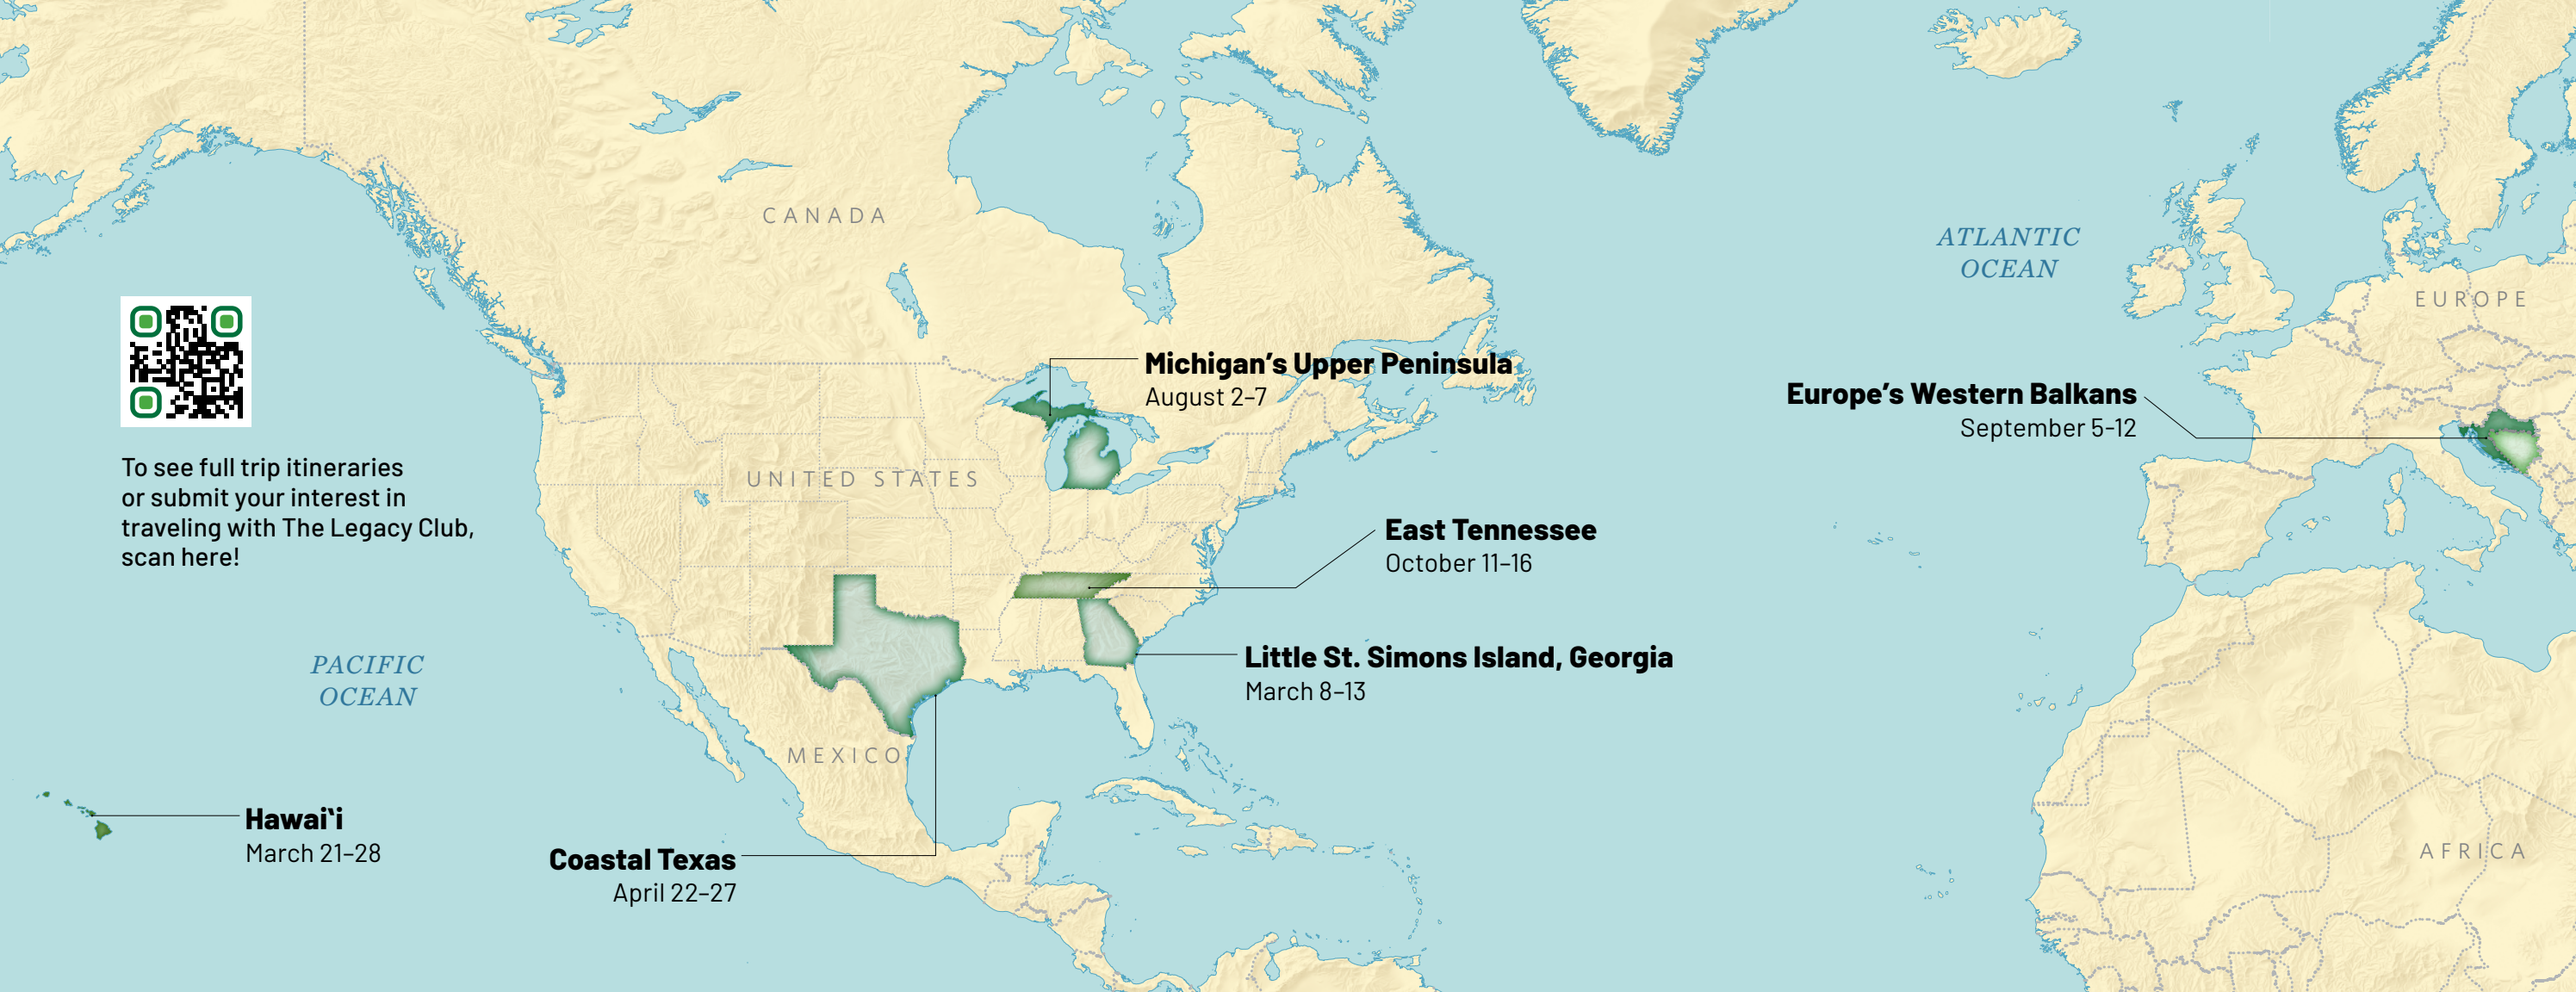 CANADA
ATLANTIC
OCEAN
EUROPE
Michigan’s Upper Peninsula
August 2–7
Europe’s Western Balkans
September 5–12
To see full trip itineraries
or submit your interest in
traveling with The Legacy Club,
scan here!
UNITED STATES
East Tennessee
October 11–16
Little St. Simons Island, Georgia
March 8–13
PACIFIC
OCEAN
MEXICO
Hawai‘i
March 21–28
Coastal Texas
April 22–27
AFRICA